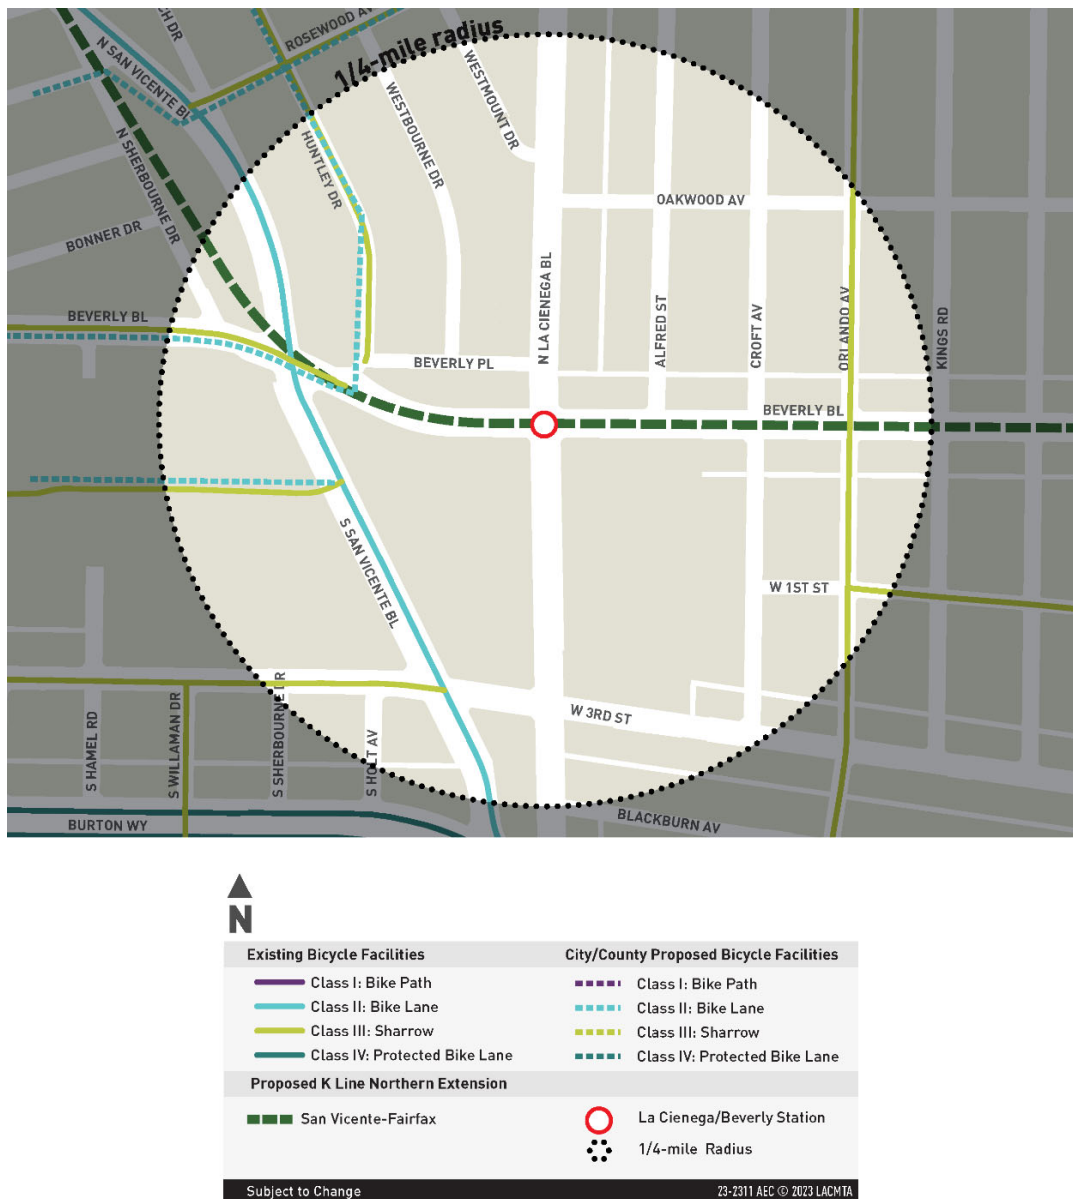 CH DR
ROSEWOOD AV
1/4-mile radius
N SAN VICENTE BL
WESTMOUNT DR
WESTBOURNE DR
HUNTLEY DR
N SHERBOURNE DR
OAKWOOD AV
BONNER DR
N LA CIENEGA BL
ALFRED ST
CROFT AV
ORLANDO AV
KINGS RD
BEVERLY BL
BEVERLY PL
BEVERLY BL
S SAN VICENTE BL
W 1ST ST
W 3RD ST
S HAMEL RD
S WILLAMAN DR
S SHERBOURNE DR
S HOLT AV
BURTON WY
BLACKBURN AV
N
Existing Bicycle Facilities
Class I: Bike Path
Class II: Bike Lane
Class III: Sharrow
Class IV: Protected Bike Lane
City/County Proposed Bicycle Facilities
Class I: Bike Path
Class II: Bike Lane
Class III: Sharrow
Class IV: Protected Bike Lane
Proposed K Line Northern Extension
San Vicente-Fairfax
La Cienega/Beverly Station
1/4-mile Radius
Subject to Change
23-2311 AEC © 2023 LACMTA